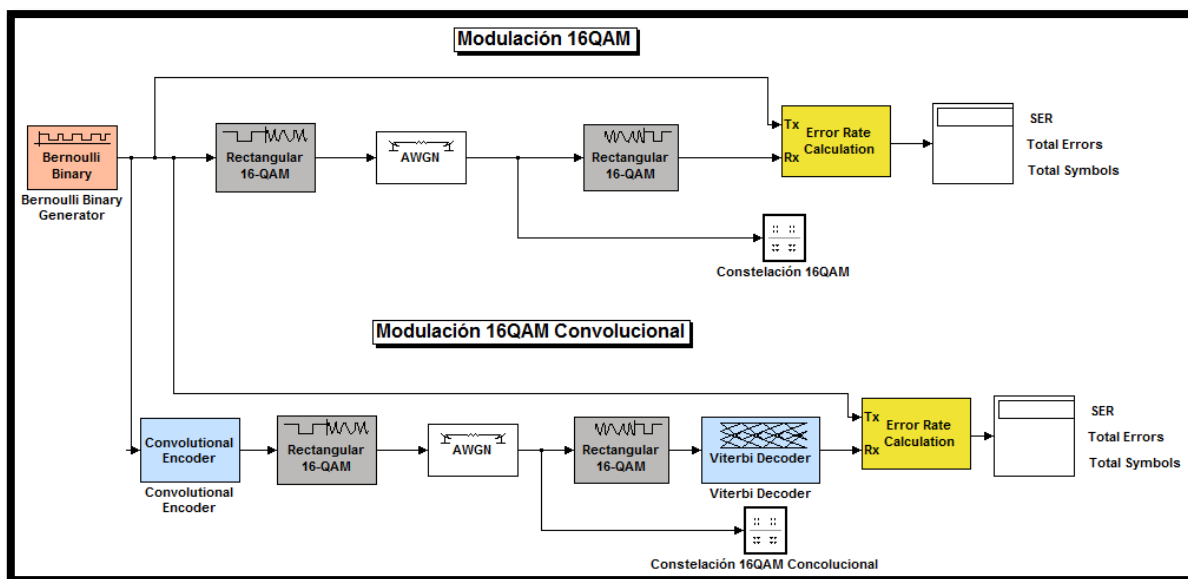 Modulación 16QAM
Bernoulli
Binary
Bernoulli Binary
Generator
Rectangular
16-QAM
AWGN
Rectangular
16-QAM
Tx
Rx
Error Rate
Calculation
SER
Total Errors
Total Symbols
Constelación 16QAM
Modulación 16QAM Convolucional
Convolutional
Encoder
Convolutional
Encoder
Rectangular
16-QAM
AWGN
Rectangular
16-QAM
Viterbi Decoder
Viterbi Decoder
Tx
Rx
Error Rate
Calculation
SER
Total Errors
Total Symbols
Constelación 16QAM Concolucional